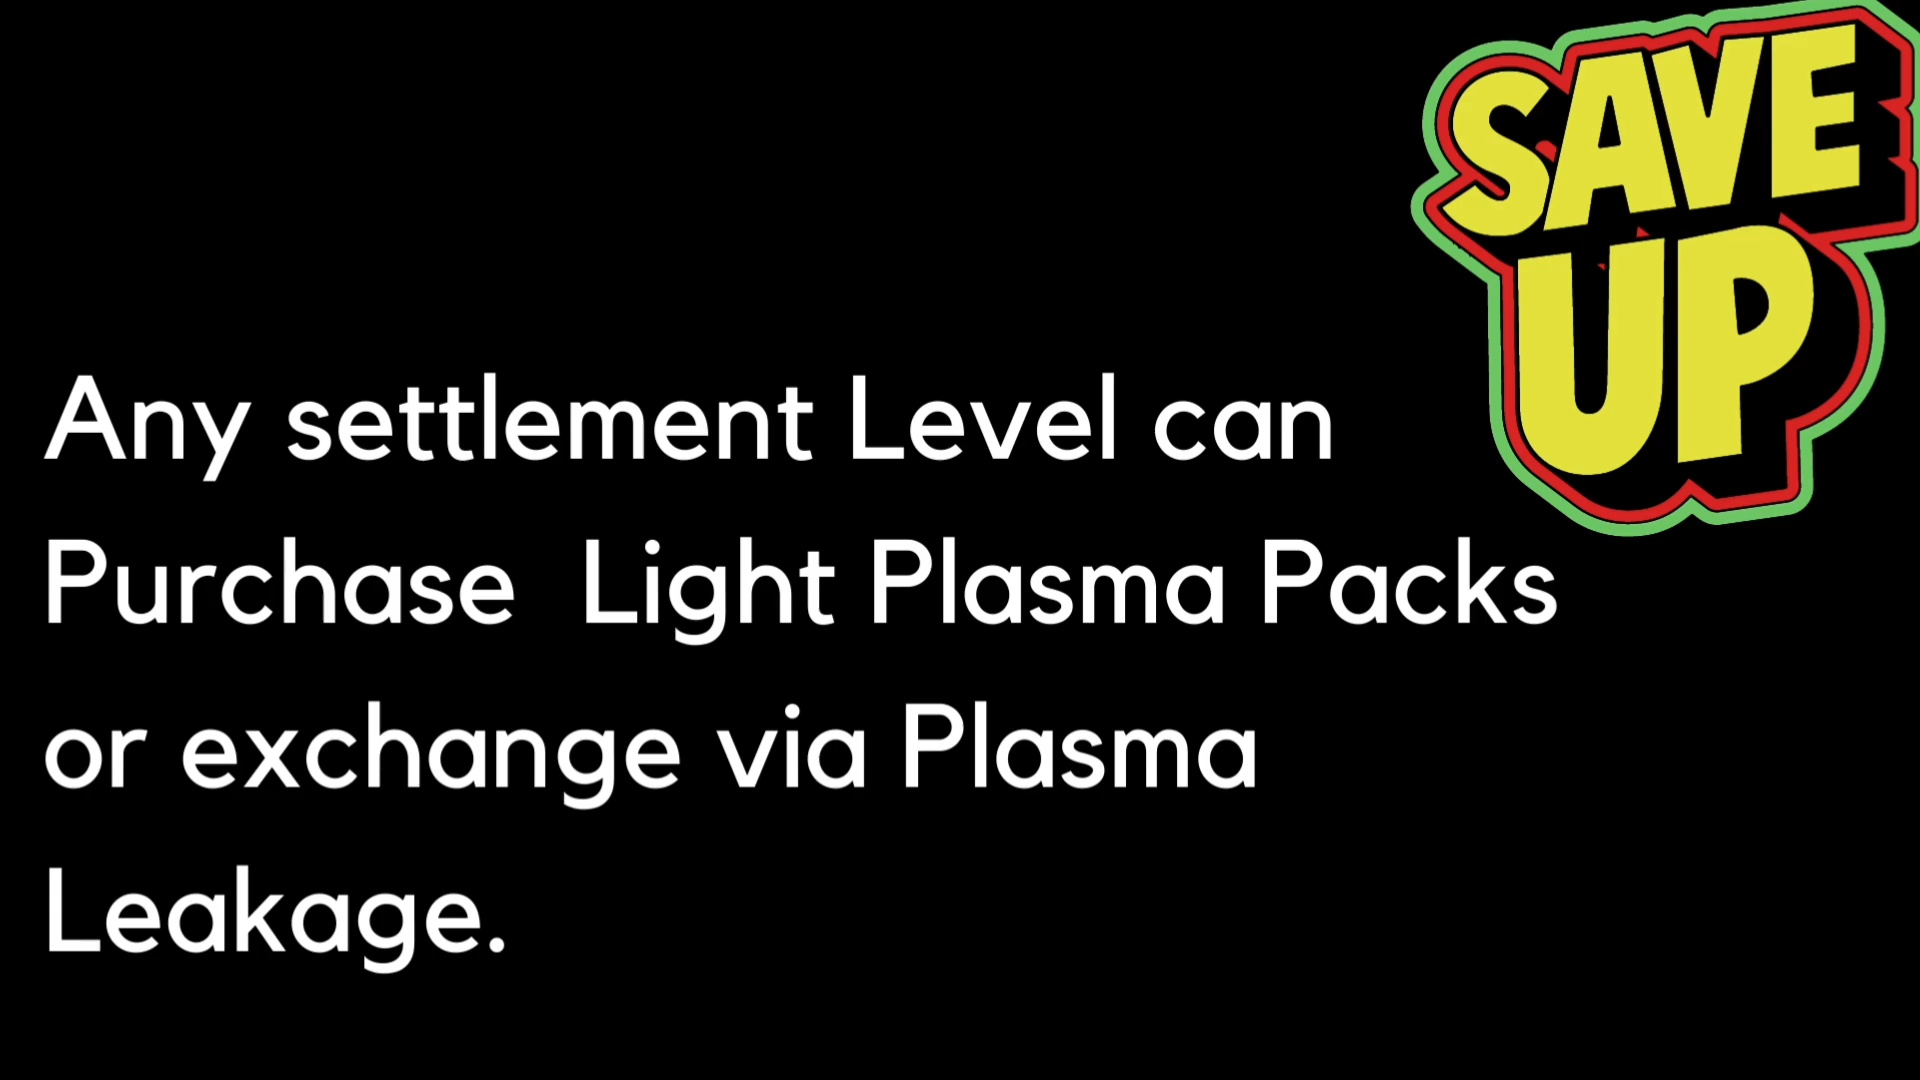 SAVE
UP
Any settlement Level can
Purchase  Light Plasma Packs
or exchange via Plasma
Leakage.